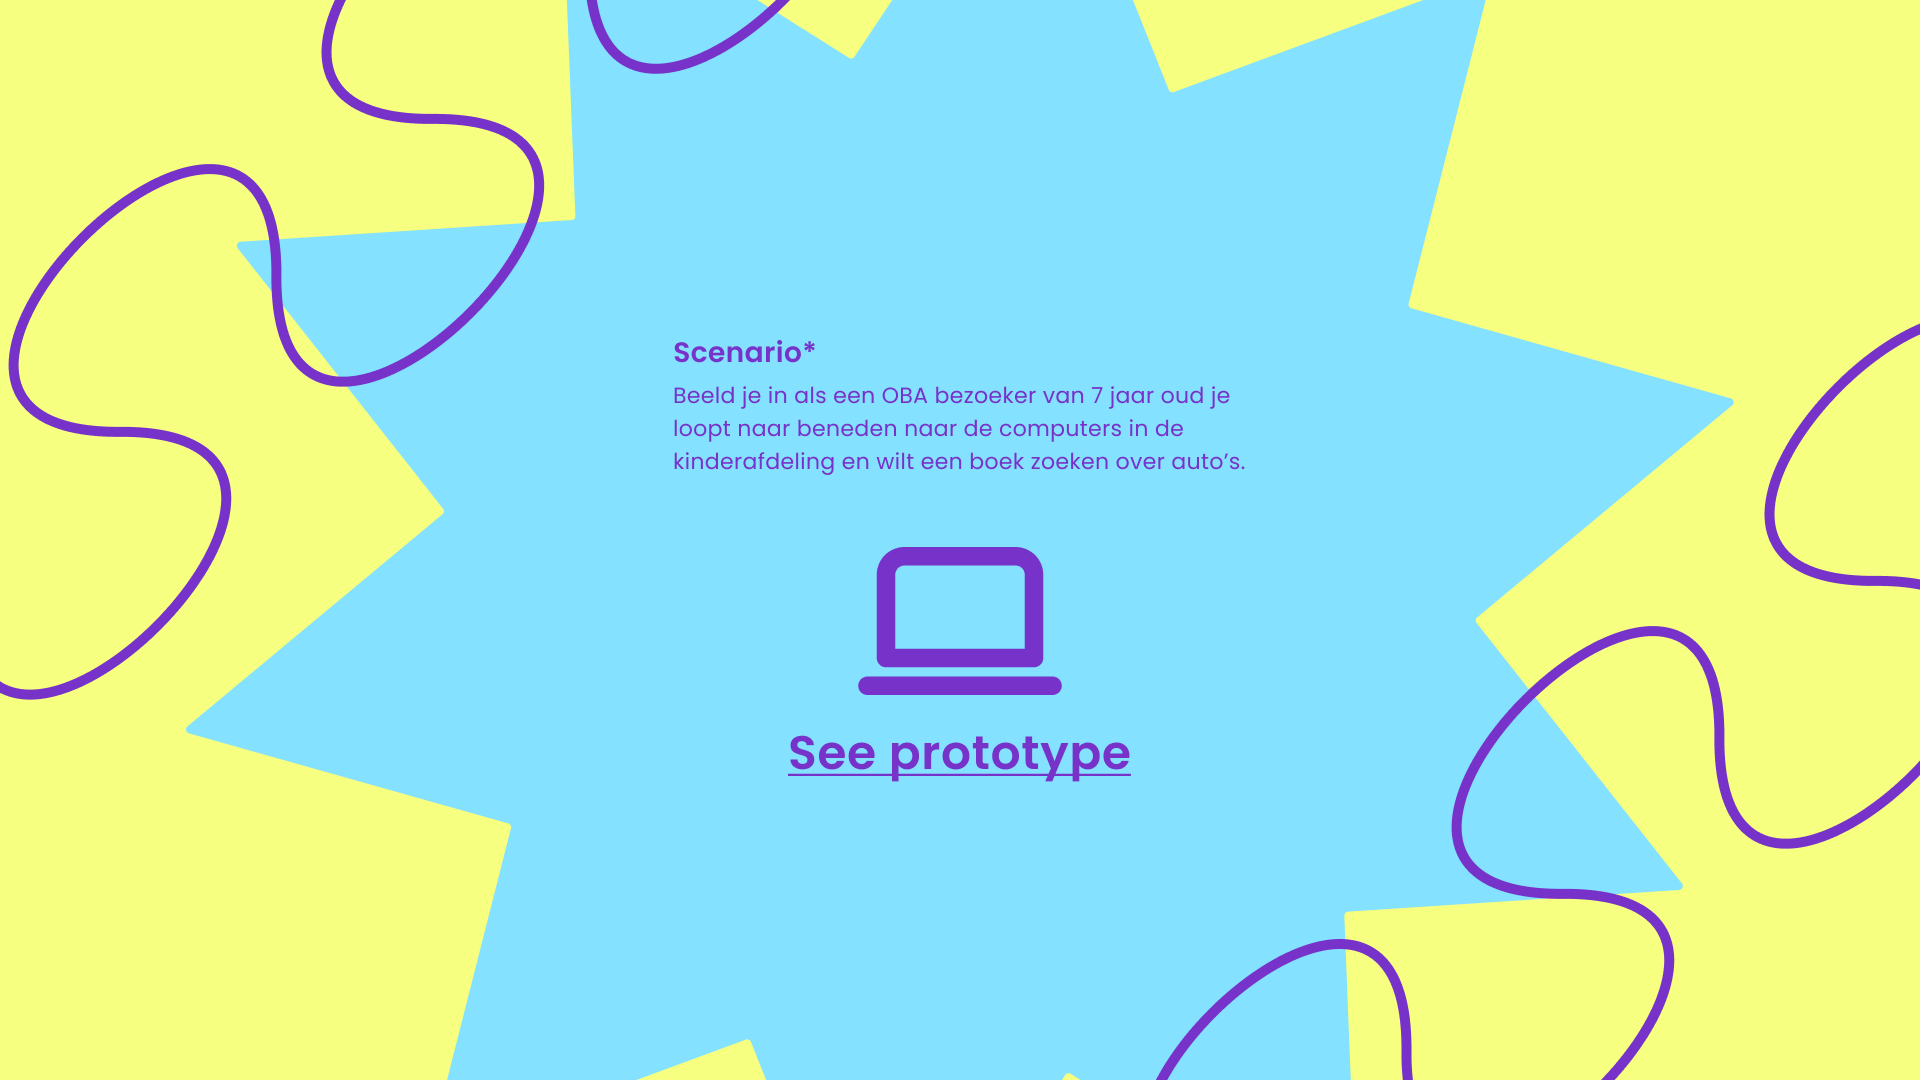 Scenario*
Beeld je in als een OBA bezoeker van 7 jaar oud je
loopt naar beneden naar de computers in de
kinderafdeling en wilt een boek zoeken over auto’s.
See prototype